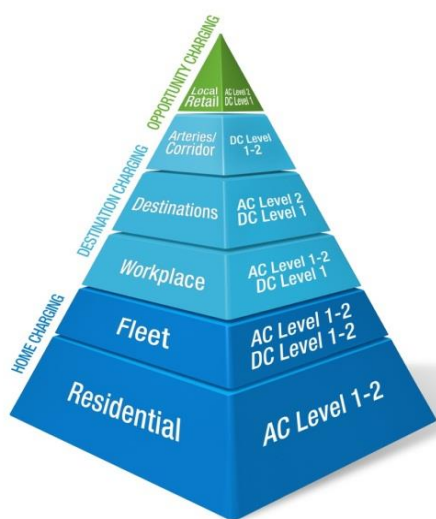 OPPORTUNITY CHARGING
Local
Retail
AC Level 2
DC Level 1
DESTINATION CHARGING
Arteries/
Corridor
DC Level
1-2
Destinations
AC Level 2
DC Level 1
Workplace
AC Level 1-2
DC Level 1
HOME CHARGING
Fleet
AC Level 1-2
DC Level 1-2
Residential
AC Level 1-2